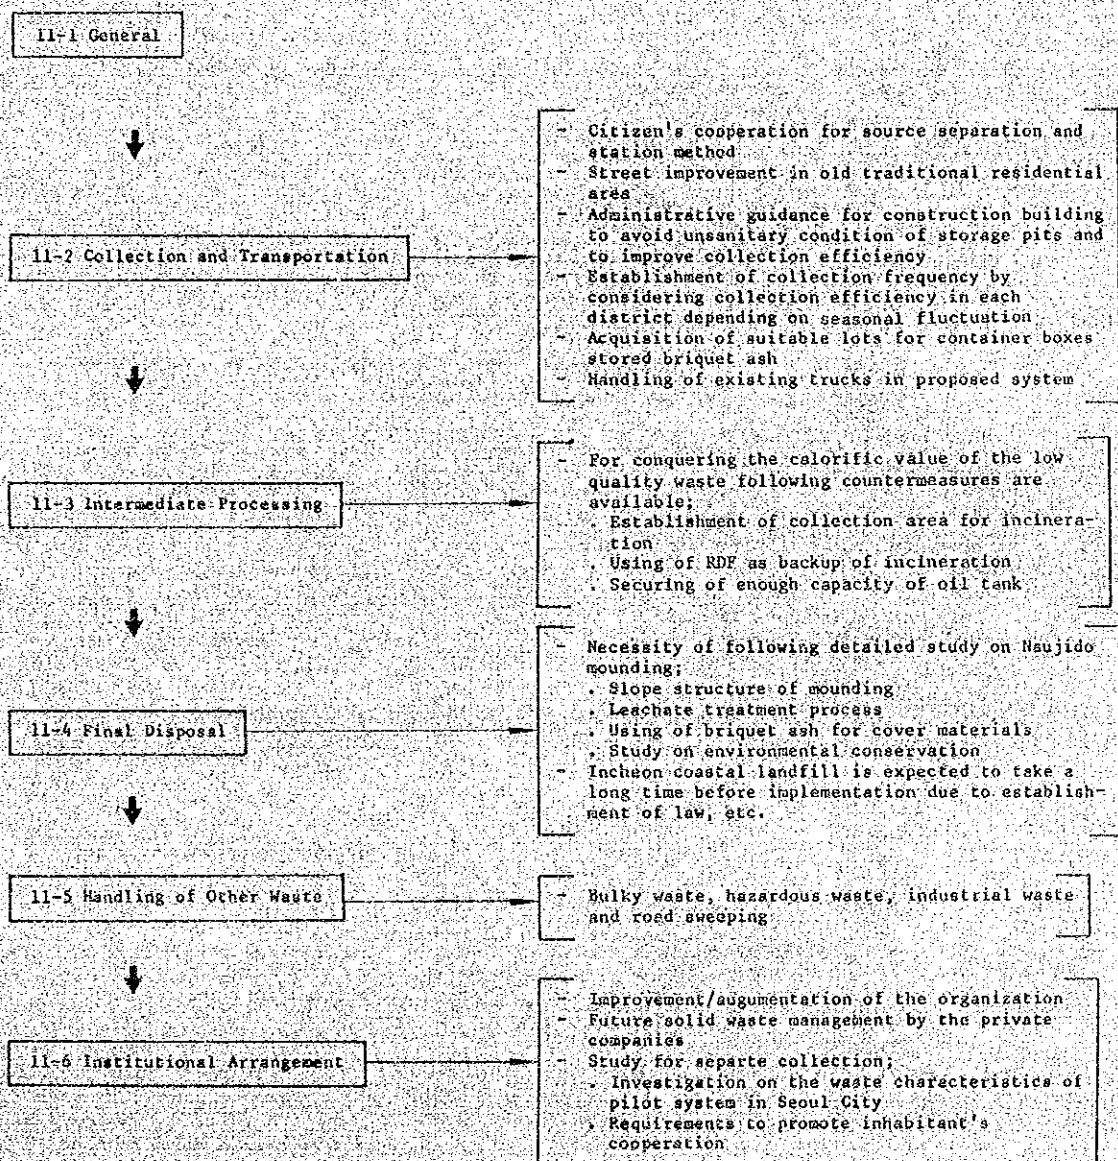 11-1 General
- Citizen's cooperation for source separation and
station method
- Street improvement in old traditional residential
area
- Administrative guidance for construction building
to avoid unsanitary condition of storage pits and
to improve collection efficiency
11-2 Collection and Transportation
- Establishment of collection frequency by
considering collection efficiency in each
district depending on seasonal fluctuation
- Acquisition of suitable lots for container boxes
stored briquet ash
- Handling of existing trucks in proposed system
11-3 Intermediate Processing
- For conquering the calorific value of the low
quality waste following countermeasures are
available;
. Establishment of collection area for incinera-
tion
. Using of RDF as backup of incineration
. Securing of enough capacity of oil tank
11-4 Final Disposal
- Necessity of following detailed study on Naujido
mounding;
. Slope structure of mounding
. Leachate treatment process
. Using of briquet ash for cover materials
. Study on environmental conservation
- Incheon coastal landfill is expected to take a
long time before implementation due to establish-
ment of law, etc.
11-5 Handling of Other Waste
- Bulky waste, hazardous waste, industrial waste
and road sweeping
11-6 Institutional Arrangement
- Improvement/augumentation of the organization
- Future solid waste management by the private
companies
- Study for separte collection;
. Investigation on the waste characteristics of
pilot system in Seoul City
. Requirements to promote inhabitant's
cooperation